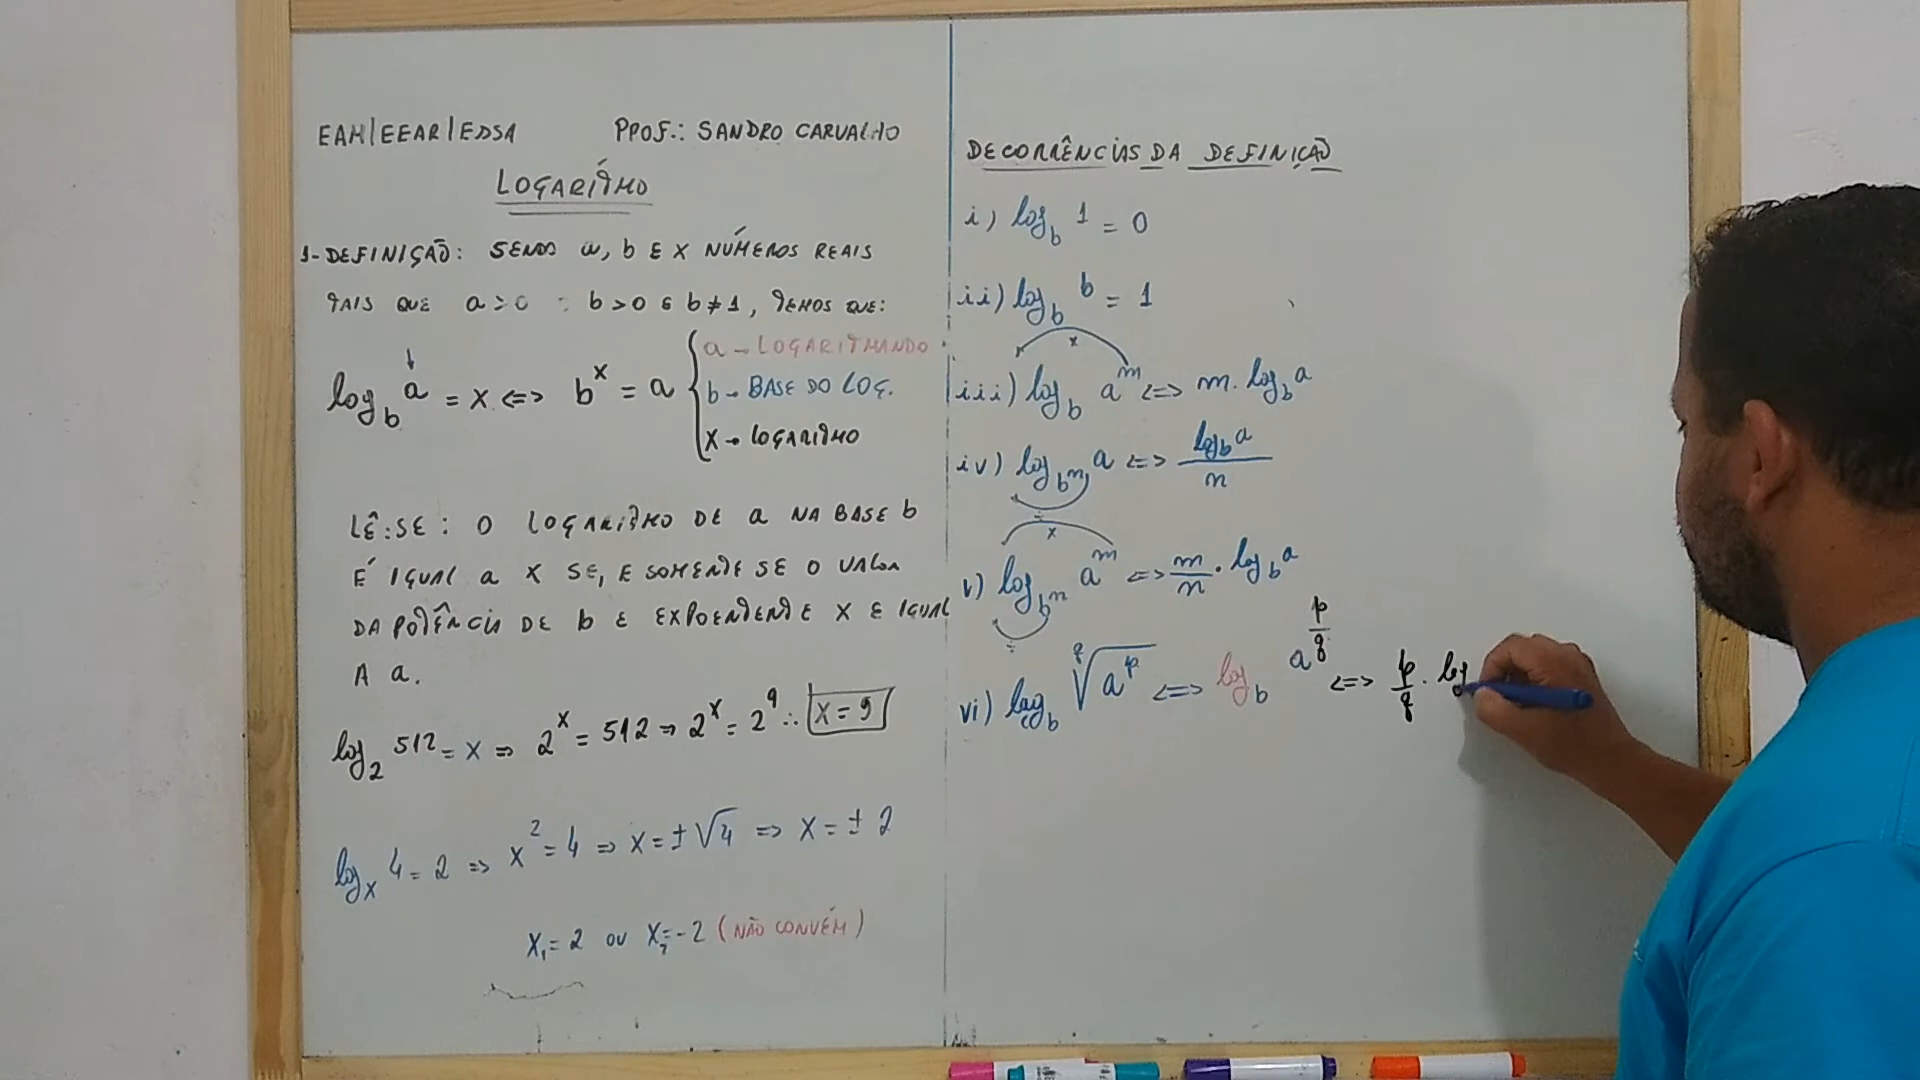 EAM|EEAR|EDSA PROF.: SANDRO CARVALHO
LOGARITMO
1-DEFINIÇÃO: SENDO a, b E X NÚMEROS REAIS
TAIS QUE a > 0 : b > 0 E b ≠ 1, TEMOS QUE:
log_b a = x <=> b^x = a
a → LOGARITMANDO
b → BASE DO LOG.
X → LOGARITMO
LÊ-SE: O LOGARITMO DE a NA BASE b
É IGUAL a X SE, E SOMENTE SE O VALOR
DA POTÊNCIA DE b E EXPOENTENTE X E IGUAL
A a.
log_2 512 = x => 2^x = 512 → 2^x = 2^9 ∴ x = 9
log_x 4 = 2 => x^2 = 4 => x = ± √4 => x = ± 2
X_1 = 2 OU X_2 = -2 (NÃO CONVÉM)
DECORRÊNCIAS DA DEFINIÇÃO
i) log_b 1 = 0
ii) log_b b = 1
x
iii) log_b a^m <=> m . log_b a
iv) log_{b^n} a <=> log_b a / n
÷
x
v) log_{b^n} a^m <=> m/n . log_b a
÷
vi) log_b ^q√a^p <=> log_b a^{p/q} <=> p/q . log